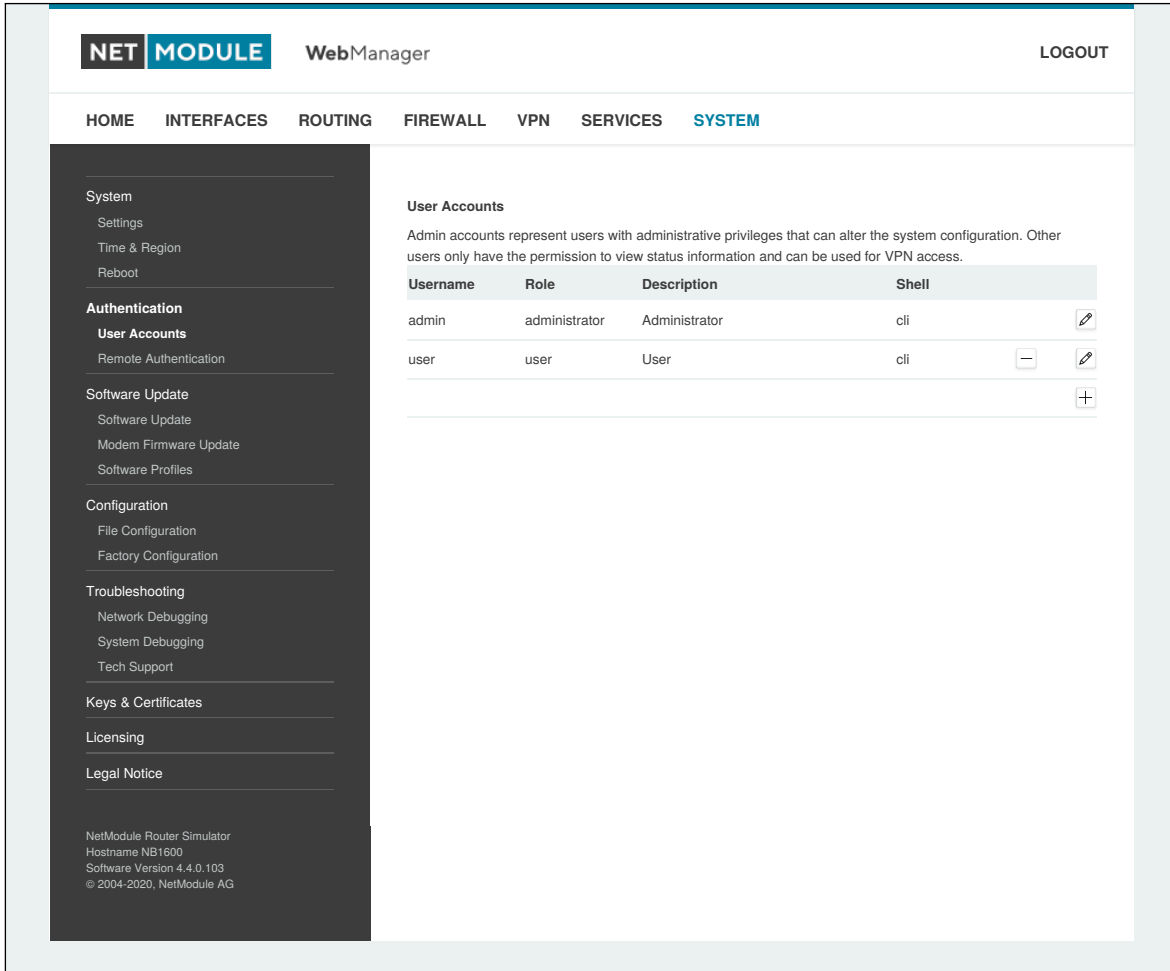 NET MODULE WebManager LOGOUT
HOME INTERFACES ROUTING FIREWALL VPN SERVICES SYSTEM
System
Settings
Time & Region
Reboot
Authentication
User Accounts
Remote Authentication
Software Update
Software Update
Modem Firmware Update
Software Profiles
Configuration
File Configuration
Factory Configuration
Troubleshooting
Network Debugging
System Debugging
Tech Support
Keys & Certificates
Licensing
Legal Notice
NetModule Router Simulator
Hostname NB1600
Software Version 4.4.0.103
© 2004-2020, NetModule AG
User Accounts
Admin accounts represent users with administrative privileges that can alter the system configuration. Other
users only have the permission to view status information and can be used for VPN access.
Username Role Description Shell
admin administrator Administrator cli
user user User cli